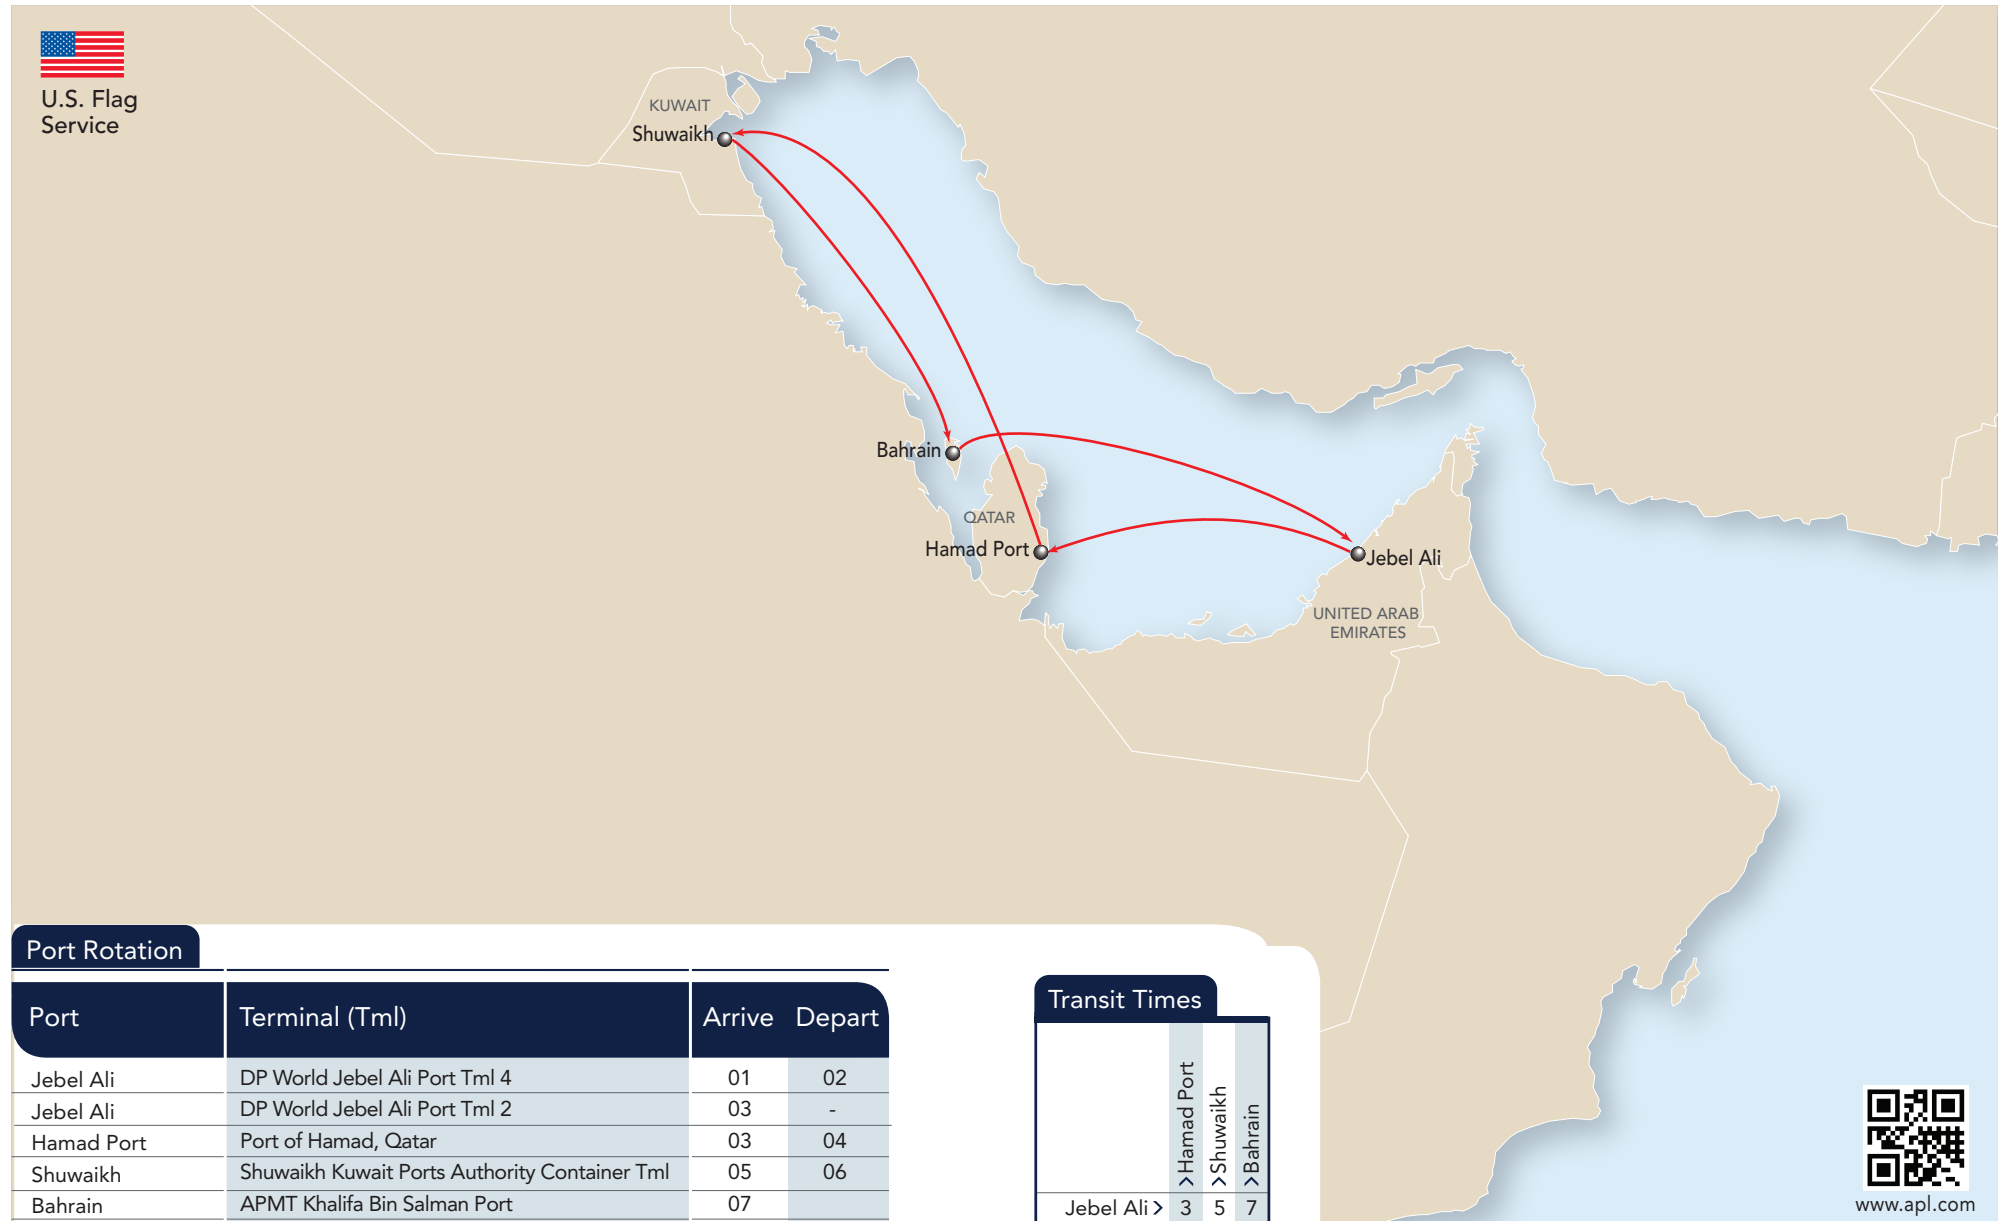 U.S. Flag
Service
KUWAIT
Shuwaikh
Bahrain
QATAR
Hamad Port
Jebel Ali
UNITED ARAB
EMIRATES
Port Rotation
Port Terminal (Tml) Arrive Depart
Jebel Ali DP World Jebel Ali Port Tml 4 01 02
Jebel Ali DP World Jebel Ali Port Tml 2 03 -
Hamad Port Port of Hamad, Qatar 03 04
Shuwaikh Shuwaikh Kuwait Ports Authority Container Tml 05 06
Bahrain APMT Khalifa Bin Salman Port 07
Transit Times
>Hamad Port
>Shuwaikh
>Bahrain
Jebel Ali> 3 5 7
www.apl.com